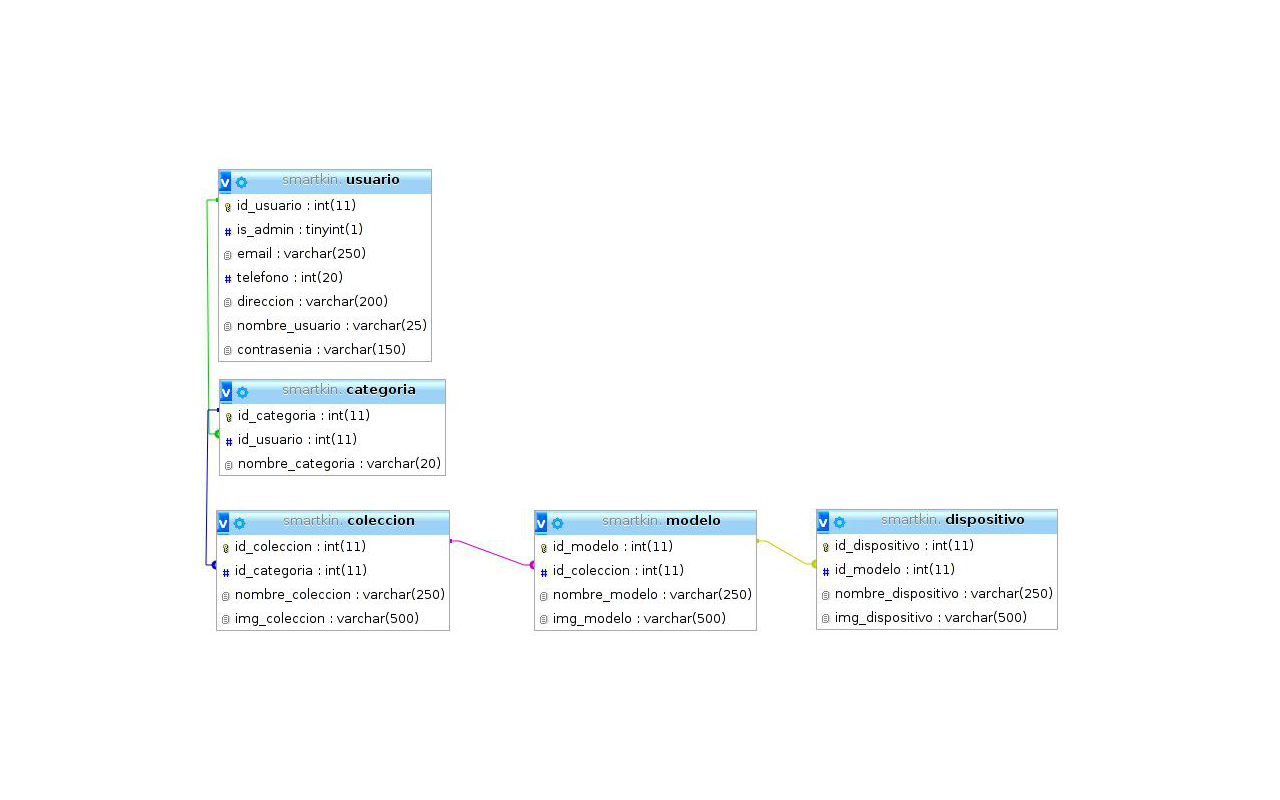 smartkin. usuario
id_usuario : int(11)
is_admin : tinyint(1)
email : varchar(250)
telefono : int(20)
direccion : varchar(200)
nombre_usuario : varchar(25)
contrasenia : varchar(150)
smartkin. categoria
id_categoria : int(11)
id_usuario : int(11)
nombre_categoria : varchar(20)
smartkin. coleccion
id_coleccion : int(11)
id_categoria : int(11)
nombre_coleccion : varchar(250)
img_coleccion : varchar(500)
smartkin. modelo
id_modelo : int(11)
id_coleccion : int(11)
nombre_modelo : varchar(250)
img_modelo : varchar(500)
smartkin. dispositivo
id_dispositivo : int(11)
id_modelo : int(11)
nombre_dispositivo : varchar(250)
img_dispositivo : varchar(500)